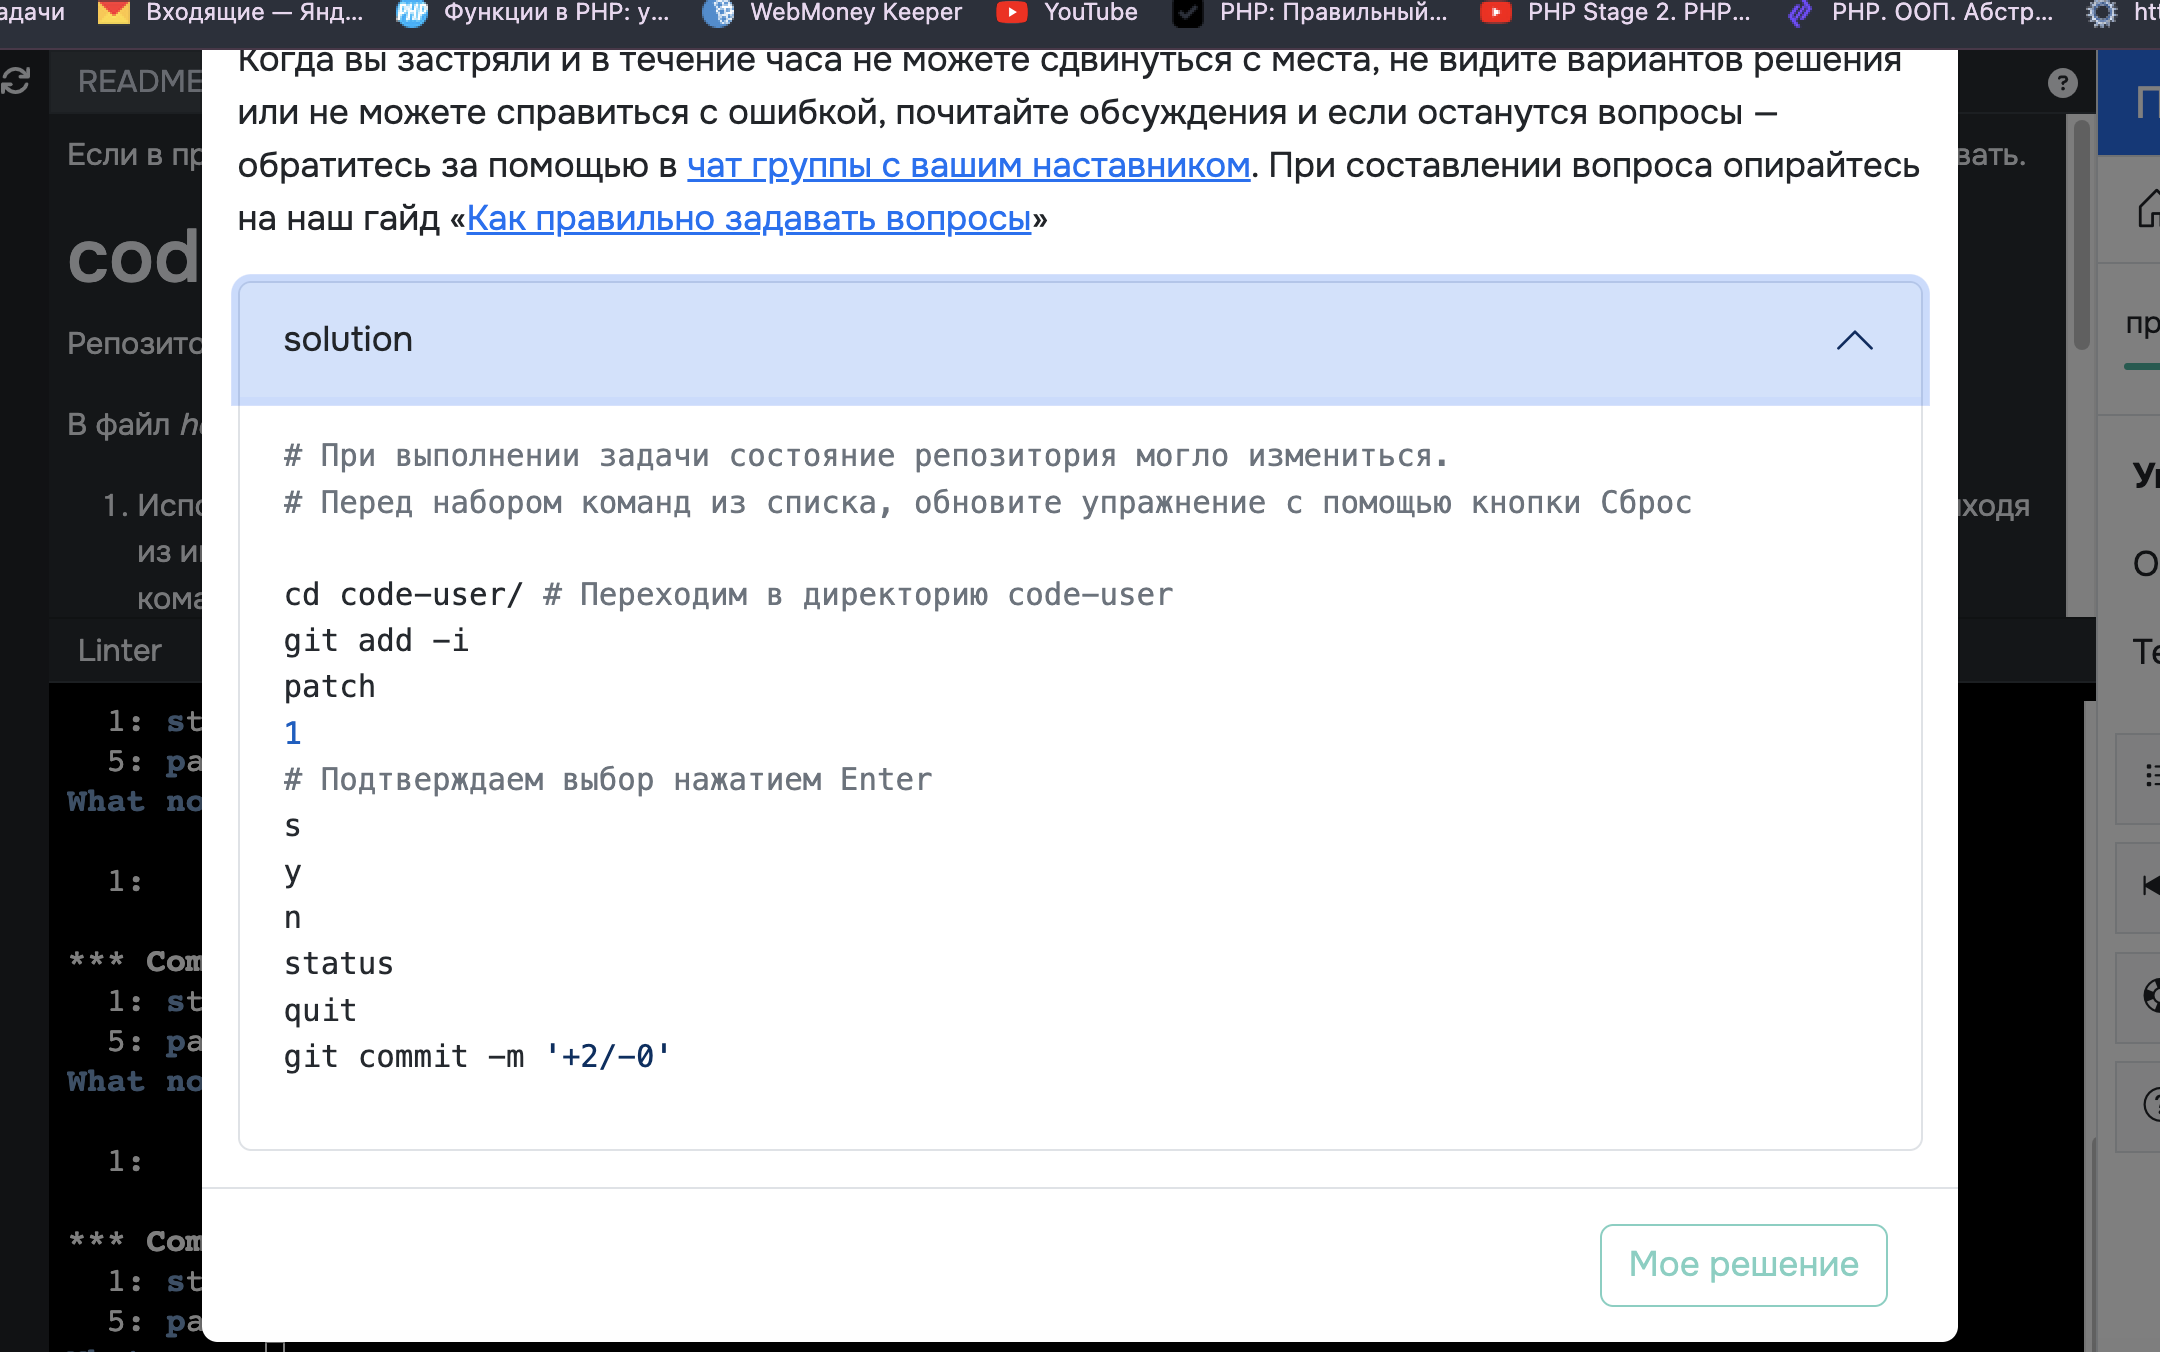 адачи
Входящие — Янд...
Функции в PHP: у...
WebMoney Keeper
YouTube
PHP: Правильный...
PHP Stage 2. PHP...
PHP. ООП. Абстр...
Когда вы застряли и в течение часа не можете сдвинуться с места, не видите вариантов решения
или не можете справиться с ошибкой, почитайте обсуждения и если останутся вопросы —
обратитесь за помощью в чат группы с вашим наставником. При составлении вопроса опирайтесь
на наш гайд «Как правильно задавать вопросы»
solution
# При выполнении задачи состояние репозитория могло измениться.
# Перед набором команд из списка, обновите упражнение с помощью кнопки Сброс
cd code-user/ # Переходим в директорию code-user
git add -i
patch
1
# Подтверждаем выбор нажатием Enter
s
y
n
status
quit
git commit -m '+2/-0'
Мое решение
README
Если в пр
вать.
cod
Репозито
В файл h
1. Испо
ходя
из и
кома
Linter
1: st
5: pa
What no
1:
*** Com
1: st
5: pa
What no
1:
*** Com
1: st
5: pa
пр